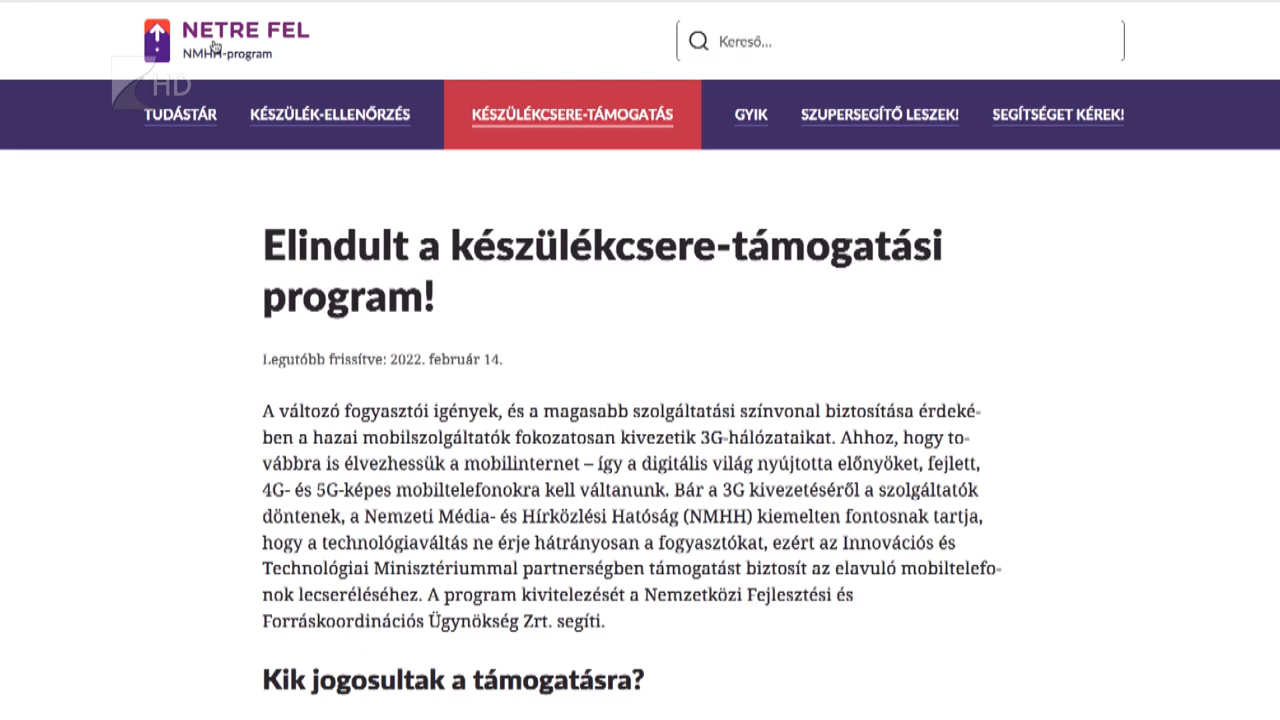 NETRE FEL
NMHH-program
Kereső...
HD
TUDÁSTÁR KÉSZÜLÉK-ELLENŐRZÉS KÉSZÜLÉKCSERE-TÁMOGATÁS GYIK SZUPERSEGÍTŐ LESZEK! SEGÍTSÉGET KÉREK!
Elindult a készülékcsere-támogatási
program!
Legutóbb frissítve: 2022. február 14.
A változó fogyasztói igények, és a magasabb szolgáltatási színvonal biztosítása érdeké-
ben a hazai mobilszolgáltatók fokozatosan kivezetik 3G-hálózataikat. Ahhoz, hogy to-
vábbra is élvezhessük a mobilinternet – így a digitális világ nyújtotta előnyöket, fejlett,
4G- és 5G-képes mobiltelefonokra kell váltanunk. Bár a 3G kivezetéséről a szolgáltatók
döntenek, a Nemzeti Média- és Hírközlési Hatóság (NMHH) kiemelten fontosnak tartja,
hogy a technológiaváltás ne érje hátrányosan a fogyasztókat, ezért az Innovációs és
Technológiai Minisztériummal partnerségben támogatást biztosít az elavuló mobiltelefo-
nok lecseréléséhez. A program kivitelezését a Nemzetközi Fejlesztési és
Forráskoordinációs Ügynökség Zrt. segíti.
Kik jogosultak a támogatásra?